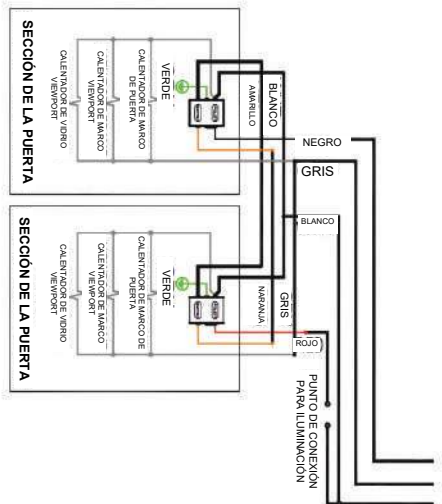 SECCIÓN DE LA PUERTA
CALENTADOR DE VIDRIO
VIEWPORT
CALENTADOR DE MARCO
VIEWPORT
CALENTADOR DE MARCO
DE PUERTA
VERDE
AMARILLO
BLANCO
NEGRO
GRIS
BLANCO
SECCIÓN DE LA PUERTA
CALENTADOR DE VIDRIO
VIEWPORT
CALENTADOR DE MARCO
VIEWPORT
CALENTADOR DE MARCO DE
PUERTA
VERDE
NARANJA
GRIS
ROJO
PUNTO DE CONEXIÓN
PARA ILUMINACIÓN